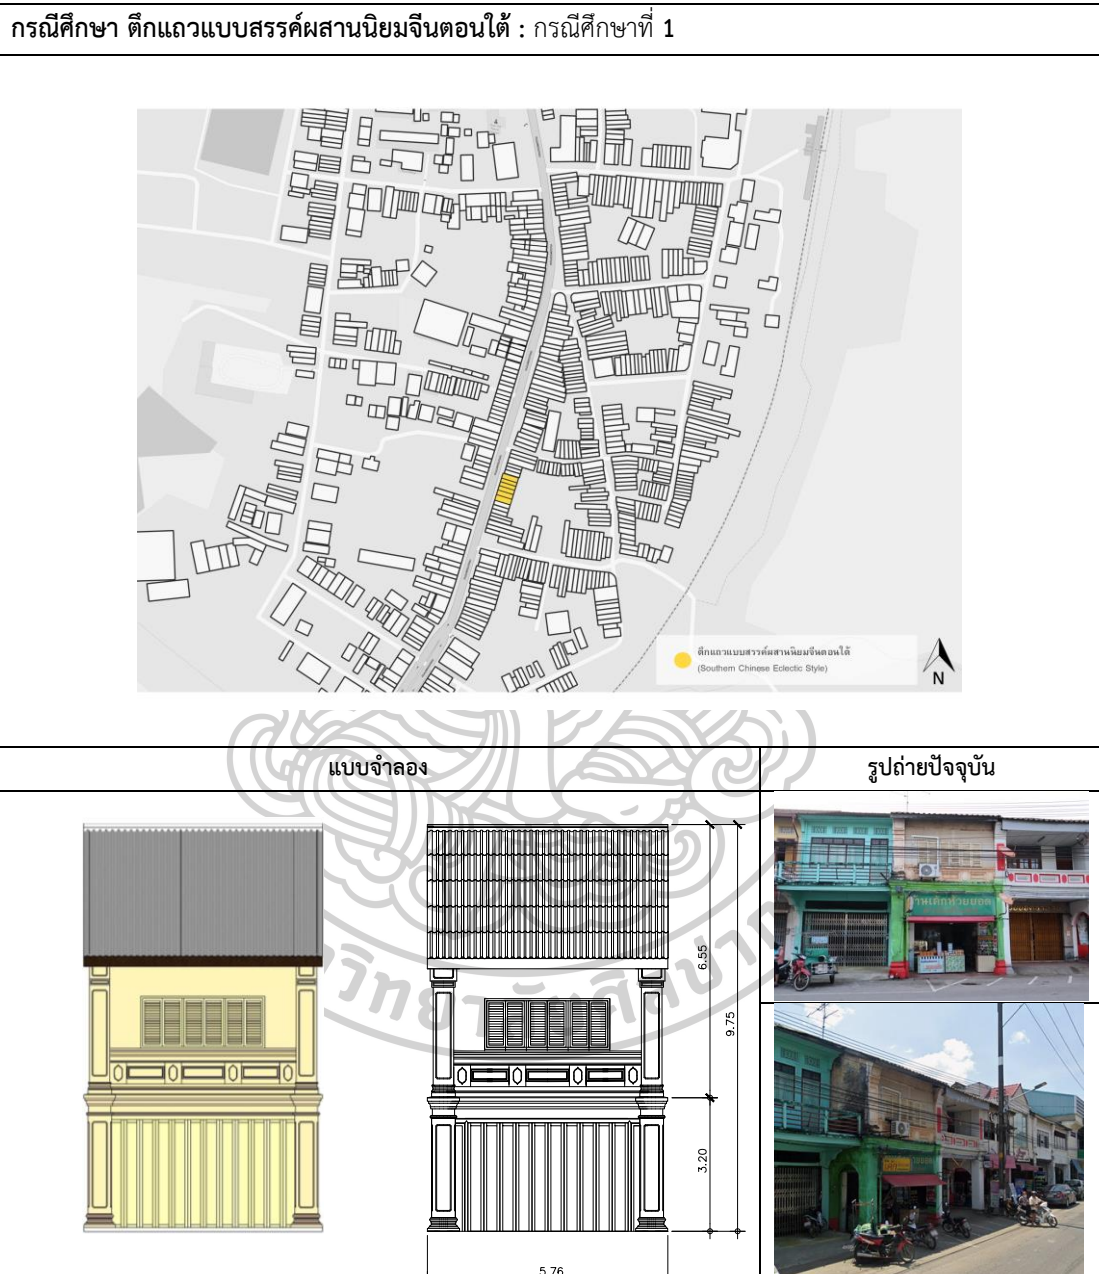 กรณีศึกษา ตึกแถวแบบสรรค์ผสานนิยมจีนตอนใต้ : กรณีศึกษาที่ 1
ตึกแถวแบบสรรค์ผสานนิยมจีนตอนใต้
(Southern Chinese Eclectic Style)
N
แบบจำลอง
รูปถ่ายปัจจุบัน
6.55
9.75
3.20
5.76